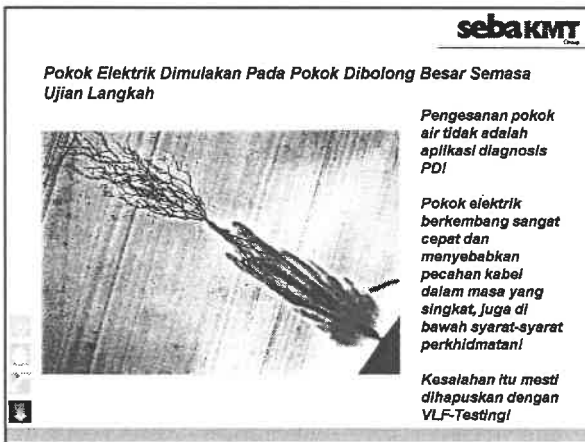 sebaKMT
Group
Pokok Elektrik Dimulakan Pada Pokok Dibolong Besar Semasa
Ujian Langkah
Pengesanan pokok
air tidak adalah
aplikasi diagnosis
PD!
Pokok elektrik
berkembang sangat
cepat dan
menyebabkan
pecahan kabel
dalam masa yang
singkat, juga di
bawah syarat-syarat
perkhidmatan!
Kesalahan itu mesti
dihapuskan dengan
VLF-Testing!